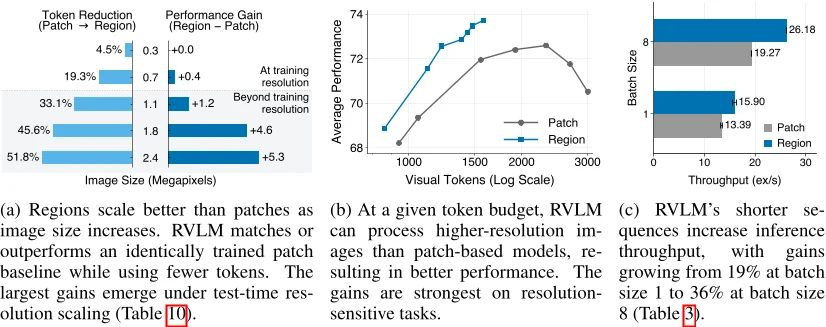 Token Reduction
(Patch → Region)
Performance Gain
(Region − Patch)
4.5% 0.3 +0.0
19.3% 0.7 +0.4
At training
resolution
33.1% 1.1 +1.2
Beyond training
resolution
45.6% 1.8 +4.6
51.8% 2.4 +5.3
Image Size (Megapixels)
74
72
70
68
Average Performance
1000 1500 2000 3000
Visual Tokens (Log Scale)
Patch
Region
Batch Size
8
1
26.18
19.27
15.90
13.39
Patch
Region
0 10 20 30
Throughput (ex/s)
(a) Regions scale better than patches as
image size increases. RVLM matches or
outperforms an identically trained patch
baseline while using fewer tokens. The
largest gains emerge under test-time res-
olution scaling (Table 10).
(b) At a given token budget, RVLM
can process higher-resolution im-
ages than patch-based models, re-
sulting in better performance. The
gains are strongest on resolution-
sensitive tasks.
(c) RVLM's shorter se-
quences increase inference
throughput, with gains
growing from 19% at batch
size 1 to 36% at batch size
8 (Table 3).